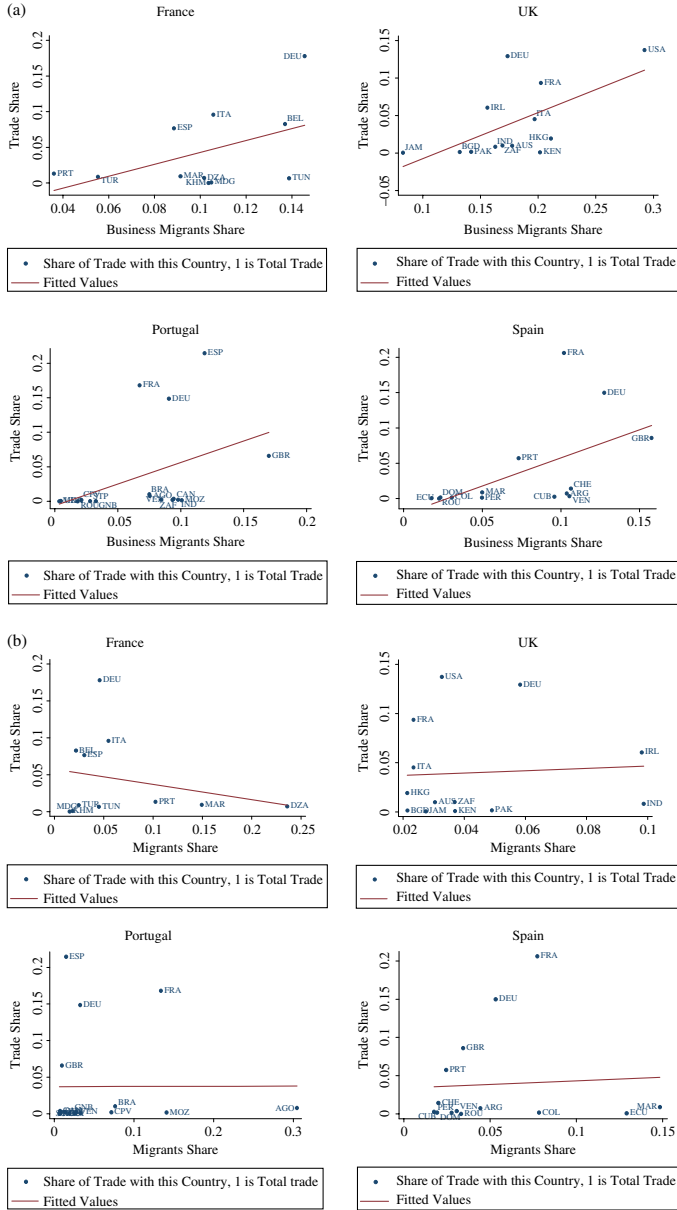 (a)
France
Trade Share
0.2
0.15
0.1
0.05
0
DEU
ITA
BEL
ESP
PRT
TUR
MAR
DZA
KHM
MDG
TUN
0.04
0.06
0.08
0.1
0.12
0.14
Business Migrants Share
Share of Trade with this Country, 1 is Total Trade
Fitted Values
UK
Trade Share
0.15
0.1
0.05
0
−0.05
USA
DEU
FRA
IRL
ITA
HKG
JAM
BGD
PAK
IND
ZAF
AUS
KEN
0.1
0.2
0.3
Business Migrants Share
Share of Trade with this Country, 1 is Total Trade
Fitted Values
Portugal
Trade Share
0.2
0.15
0.1
0.05
0
ESP
FRA
DEU
GBR
BRA
AGO
CAN
VEN
MOZ
ZAF
IND
STP
ROU
GNB
0
0.05
0.1
0.15
0.2
Business Migrants Share
Share of Trade with this Country, 1 is Total Trade
Fitted Values
Spain
Trade Share
0.2
0.15
0.1
0.05
0
FRA
DEU
GBR
PRT
CHE
ARG
VEN
CUB
MAR
PER
COL
DOM
ROU
ECU
0
0.05
0.1
0.15
Business Migrants Share
Share of Trade with this Country, 1 is Total Trade
Fitted Values
(b)
France
Trade Share
0.2
0.15
0.1
0.05
0
DEU
ITA
BEL
ESP
MDG
TUR
KHM
TUN
PRT
MAR
DZA
0
0.05
0.1
0.15
0.2
0.25
Migrants Share
Share of Trade with this Country, 1 is Total Trade
Fitted Values
UK
Trade Share
0.15
0.1
0.05
0
USA
DEU
FRA
IRL
ITA
HKG
AUS
ZAF
IND
BGD
JAM
KEN
PAK
0.02
0.04
0.06
0.08
0.1
Migrants Share
Share of Trade with this Country, 1 is Total Trade
Fitted Values
Portugal
Trade Share
0.2
0.15
0.1
0.05
0
ESP
FRA
DEU
GBR
GNB
VEN
BRA
CPV
MOZ
AGO
0
0.1
0.2
0.3
Migrants Share
Share of Trade with this Country, 1 is Total trade
Fitted Values
Spain
Trade Share
0.2
0.15
0.1
0.05
0
FRA
DEU
GBR
PRT
CHE
PER
VEN
ARG
CUB
DOM
ROU
COL
ECU
MAR
0
0.05
0.1
0.15
Migrants Share
Share of Trade with this Country, 1 is Total Trade
Fitted Values